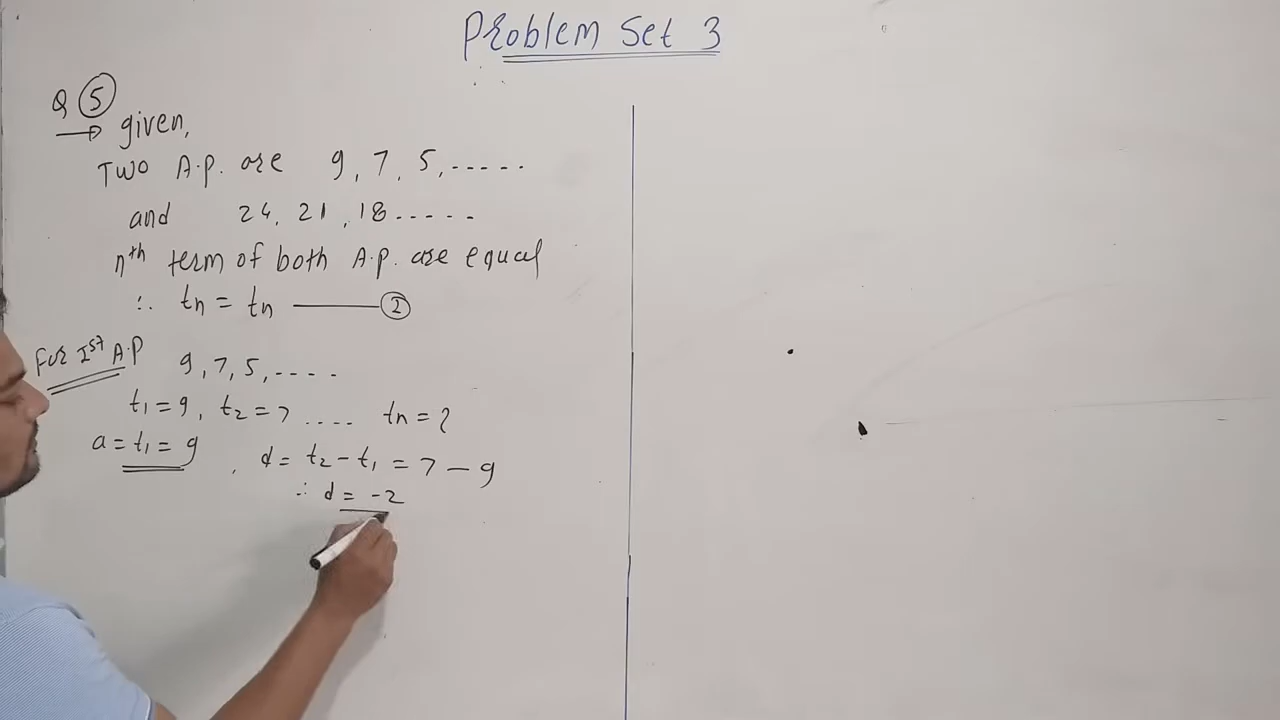 Problem Set 3
Q 5
→ given,
Two A.P. are 9, 7, 5, .....
and 24, 21, 18 .....
nth term of both A.P. are equal
∴ tn = tn ——— I
For Ist A.P
9, 7, 5, ....
t1 = 9, t2 = 7 .... tn = ?
a = t1 = 9 , d = t2 - t1 = 7 - 9
∴ d = -2